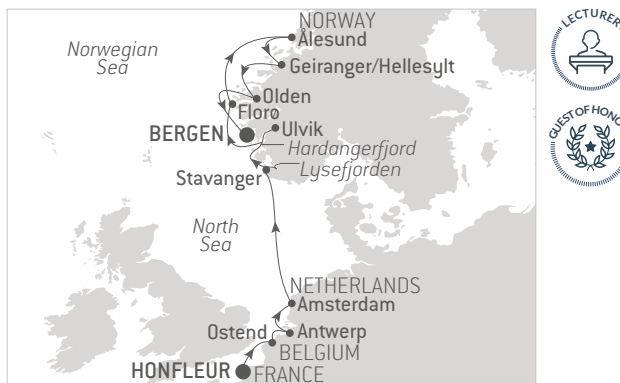 NORWAY
Ålesund
Norwegian
Sea
Geiranger/Hellesylt
Olden
Florø
BERGEN
Ulvik
Hardangerfjord
Lysefjorden
Stavanger
North
Sea
NETHERLANDS
Amsterdam
Ostend
Antwerp
BELGIUM
HONFLEUR
FRANCE
LECTURER
GUEST OF HONO